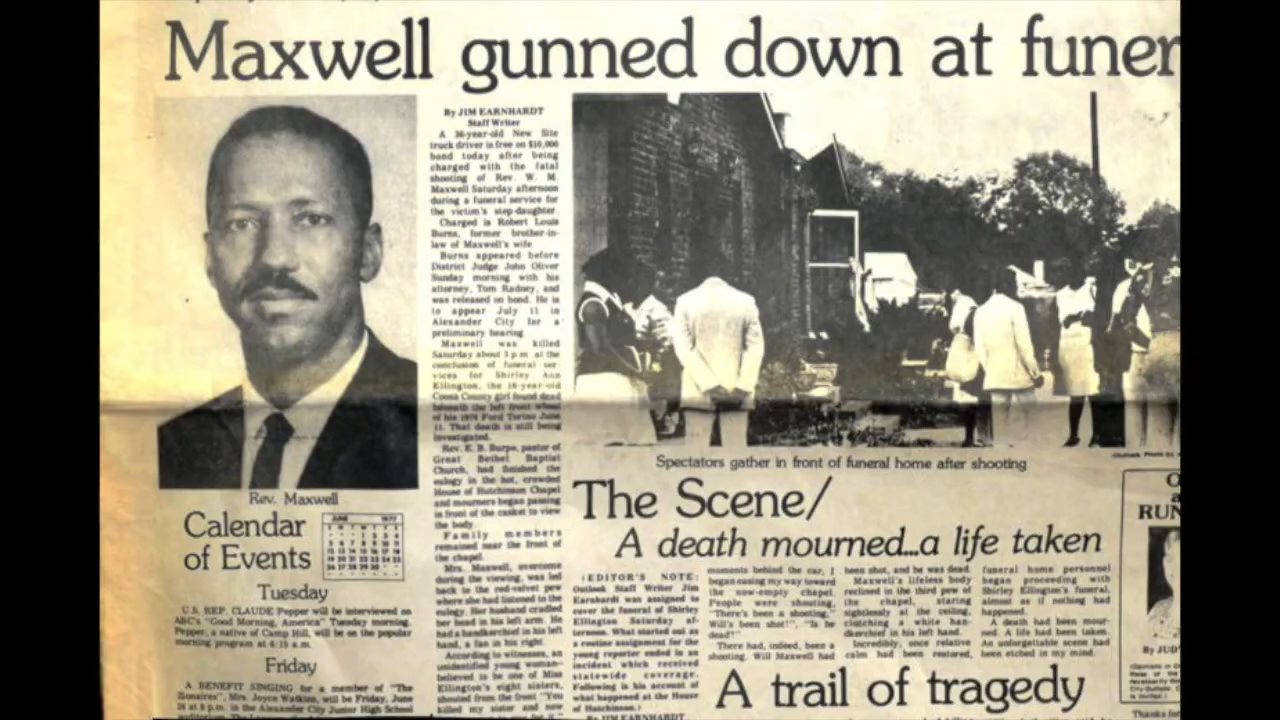 Maxwell gunned down at funer
By JIM EARNHARDT
Staff Writer
A 36-year-old New Site
truck driver is free on $10,000
bond today after being
charged with the fatal
shooting of Rev. W. M.
Maxwell Saturday afternoon
during a funeral service for
the victim's step-daughter.
Charged is Robert Louis
Burns, former brother-in-
law of Maxwell's wife.
Burns appeared before
District Judge John Oliver
Sunday morning with his
attorney, Tom Radney, and
was released on bond. He is
to appear July 11 in
Alexander City for a
preliminary hearing.
Maxwell was killed
Saturday about 3 p.m. at the
conclusion of funeral ser-
vices for Shirley Ann
Ellington, the 16-year-old
Coosa County girl found dead
beneath the left front wheel
of his 1974 Ford Torino June
11. That death is still being
investigated.
Rev. E. B. Burpo, pastor of
Great Bethel Baptist
Church, had finished the
eulogy in the hot, crowded
House of Hutchinson Chapel
and mourners began passing
in front of the casket to view
the body.
Family members
remained near the front of
the chapel.
Mrs. Maxwell, overcome
during the viewing, was led
back to the red-velvet pew
where she had listened to the
eulogy. Her husband cradled
her head in his left arm. He
had a handkerchief in his left
hand, a fan in his right.
According to witnesses, an
unidentified young woman-
believed to be one of Miss
Ellington's eight sisters,
shouted from the front "You
killed my sister and now
Rev. Maxwell
Calendar
of Events
JUNE 1977
Tuesday
U.S. REP. CLAUDE Pepper will be interviewed on
ABC's "Good Morning, America" Tuesday morning.
Pepper, a native of Camp Hill, will be on the popular
morning program at 6:15 a.m.
Friday
A BENEFIT SINGING for a member of "The
Zionaires", Mrs. Joyce Watkins, will be Friday, June
24 at 8 p.m. in the Alexander City Junior High School
Spectators gather in front of funeral home after shooting
The Scene/
A death mourned...a life taken
(EDITOR'S NOTE:
Outlook Staff Writer Jim
Earnhardt was assigned to
cover the funeral of Shirley
Ellington Saturday af-
ternoon. What started out as
a routine assignment for the
young reporter ended in an
incident which received
statewide coverage.
Following is his account of
what happened at the House
of Hutchinson.)
By JIM EARNHARDT
moments behind the car, I
began easing my way toward
the now-empty chapel.
People were shouting,
"There's been a shooting,"
Will's been shot!", "Is he
dead?"
There had, indeed, been a
shooting. Will Maxwell had
been shot, and he was dead.
Maxwell's lifeless body
reclined in the third pew of
the chapel, staring
sightlessly at the ceiling,
clutching a white han-
dkerchief in his left hand.
Incredibly, once relative
calm had been restored,
funeral home personnel
began proceeding with
Shirley Ellington's funeral,
almost as if nothing had
happened.
A death had been mour-
ned. A life had been taken.
An unforgettable scene had
been etched in my mind.
A trail of tragedy
RUN
By JUD